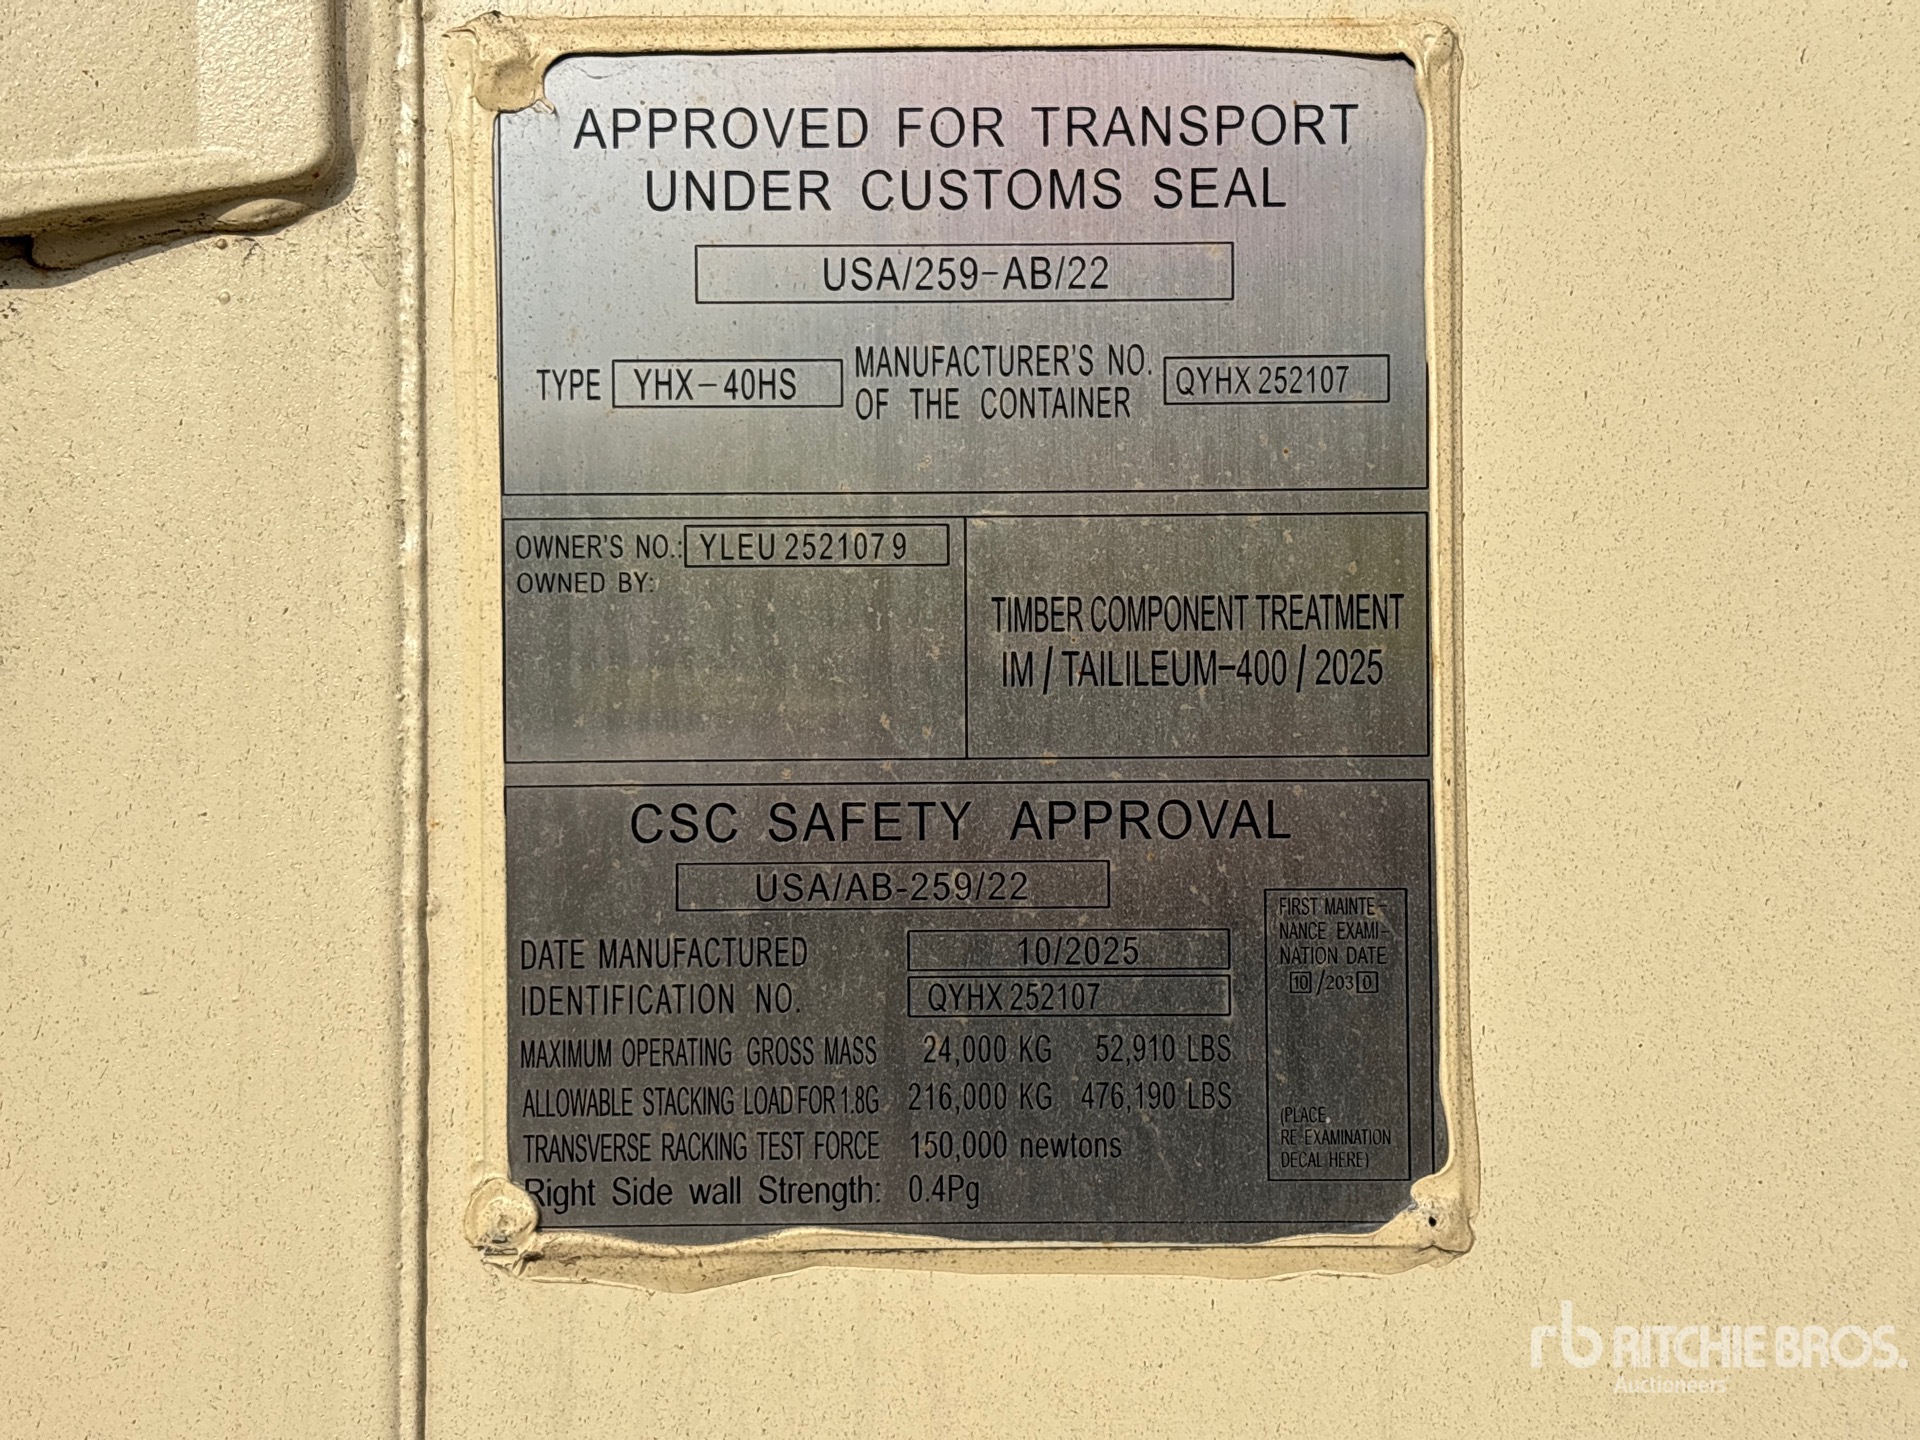 APPROVED FOR TRANSPORT
UNDER CUSTOMS SEAL
USA/259-AB/22
TYPE YHX-40HS MANUFACTURER'S NO. OF THE CONTAINER QYHX 252107
OWNER'S NO.: YLEU 252107 9
OWNED BY:
TIMBER COMPONENT TREATMENT
IM / TAILILEUM-400 / 2025
CSC SAFETY APPROVAL
USA/AB-259/22
DATE MANUFACTURED 10/2025
IDENTIFICATION NO. QYHX 252107
MAXIMUM OPERATING GROSS MASS 24,000 KG 52,910 LBS
ALLOWABLE STACKING LOAD FOR 1.8G 216,000 KG 476,190 LBS
TRANSVERSE RACKING TEST FORCE 150,000 newtons
Right Side wall Strength: 0.4Pg
FIRST MAINTE-
NANCE EXAMI-
NATION DATE
10/2030
(PLACE
RE-EXAMINATION
DECAL HERE)
rb RITCHIE BROS.
Auctioneers